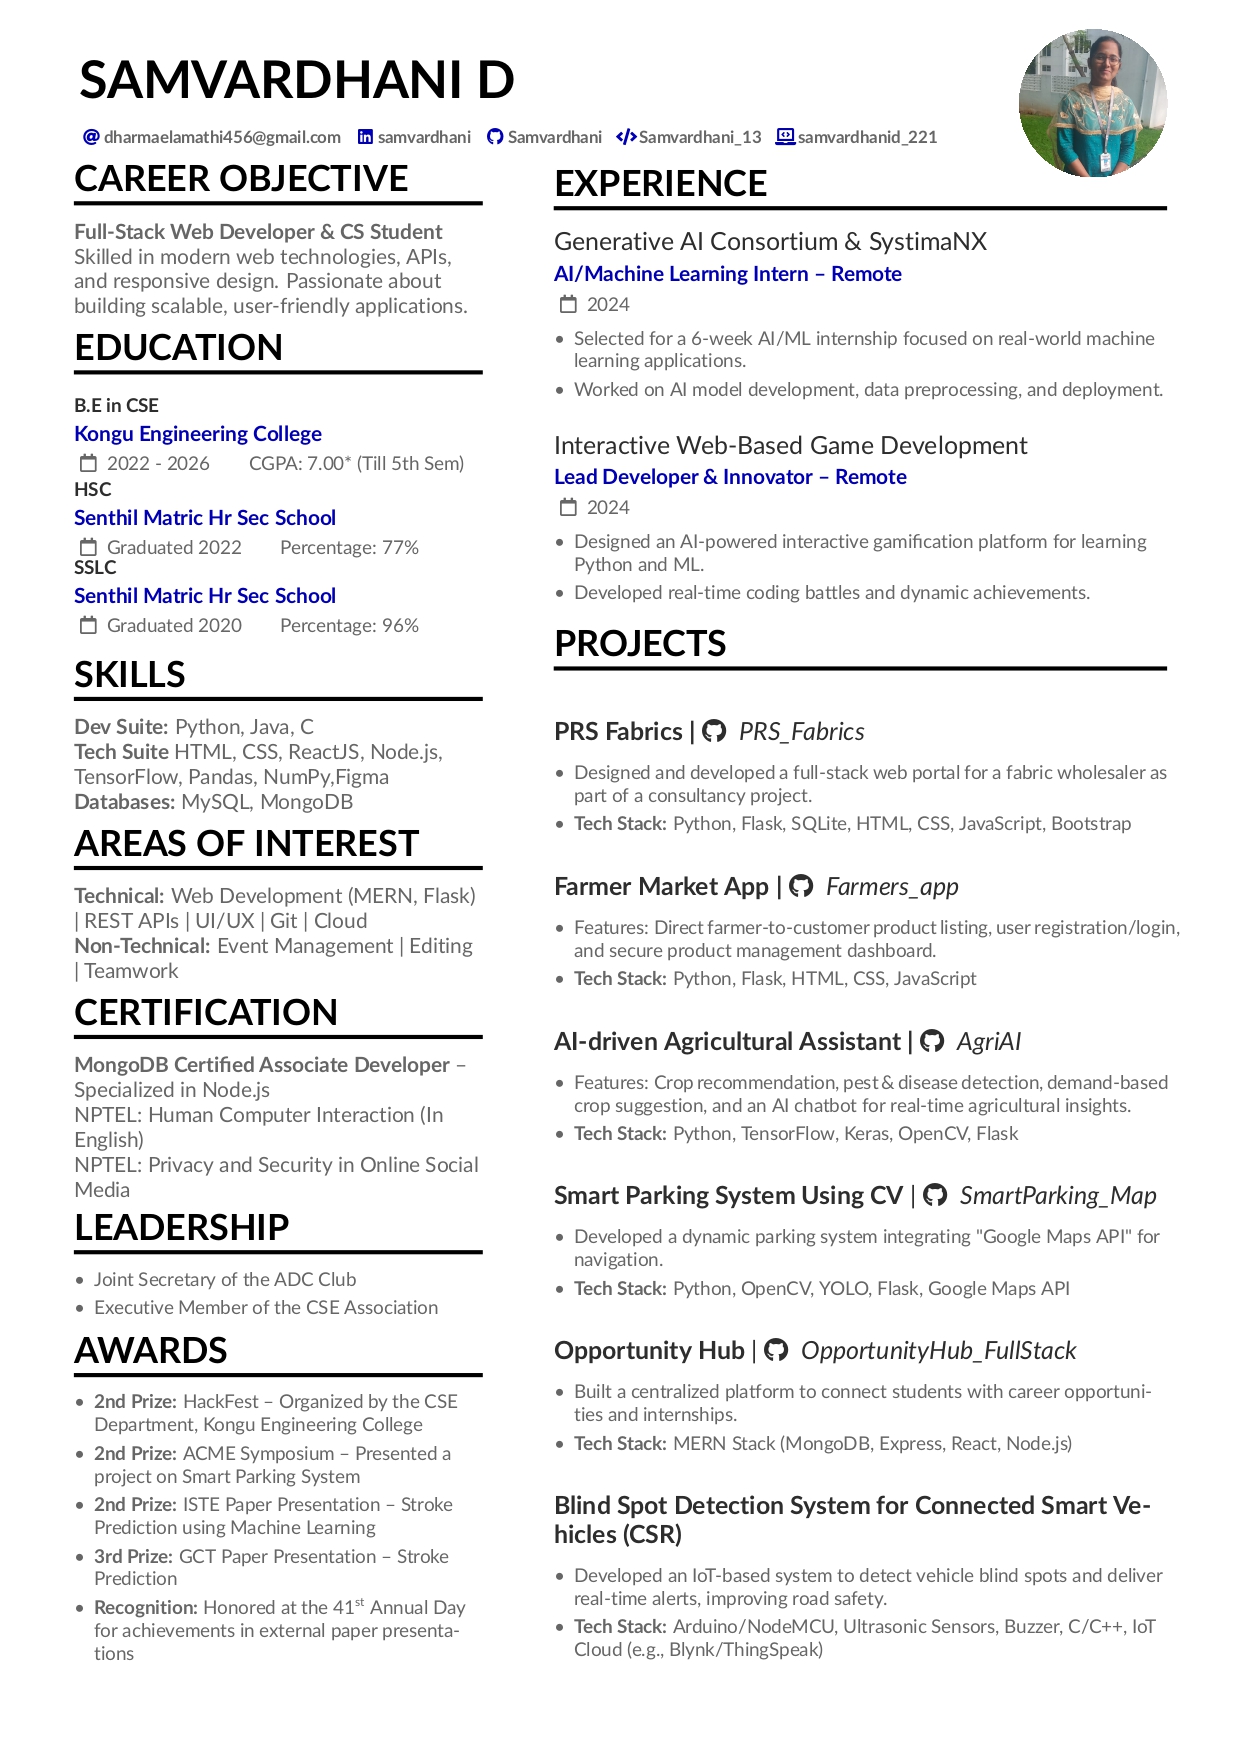 SAMVARDHANI D
dharmaelamathi456@gmail.com samvardhani Samvardhani Samvardhani_13 samvardhanid_221
CAREER OBJECTIVE
Full-Stack Web Developer & CS Student
Skilled in modern web technologies, APIs,
and responsive design. Passionate about
building scalable, user-friendly applications.
EDUCATION
B.E in CSE
Kongu Engineering College
2022 - 2026 CGPA: 7.00* (Till 5th Sem)
HSC
Senthil Matric Hr Sec School
Graduated 2022 Percentage: 77%
SSLC
Senthil Matric Hr Sec School
Graduated 2020 Percentage: 96%
SKILLS
Dev Suite: Python, Java, C
Tech Suite HTML, CSS, ReactJS, Node.js,
TensorFlow, Pandas, NumPy,Figma
Databases: MySQL, MongoDB
AREAS OF INTEREST
Technical: Web Development (MERN, Flask)
| REST APIs | UI/UX | Git | Cloud
Non-Technical: Event Management | Editing
| Teamwork
CERTIFICATION
MongoDB Certified Associate Developer –
Specialized in Node.js
NPTEL: Human Computer Interaction (In
English)
NPTEL: Privacy and Security in Online Social
Media
LEADERSHIP
• Joint Secretary of the ADC Club
• Executive Member of the CSE Association
AWARDS
• 2nd Prize: HackFest – Organized by the CSE
Department, Kongu Engineering College
• 2nd Prize: ACME Symposium – Presented a
project on Smart Parking System
• 2nd Prize: ISTE Paper Presentation – Stroke
Prediction using Machine Learning
• 3rd Prize: GCT Paper Presentation – Stroke
Prediction
• Recognition: Honored at the 41st Annual Day
for achievements in external paper presenta-
tions
EXPERIENCE
Generative AI Consortium & SystimaNX
AI/Machine Learning Intern – Remote
2024
• Selected for a 6-week AI/ML internship focused on real-world machine
learning applications.
• Worked on AI model development, data preprocessing, and deployment.
Interactive Web-Based Game Development
Lead Developer & Innovator – Remote
2024
• Designed an AI-powered interactive gamification platform for learning
Python and ML.
• Developed real-time coding battles and dynamic achievements.
PROJECTS
PRS Fabrics | PRS_Fabrics
• Designed and developed a full-stack web portal for a fabric wholesaler as
part of a consultancy project.
• Tech Stack: Python, Flask, SQLite, HTML, CSS, JavaScript, Bootstrap
Farmer Market App | Farmers_app
• Features: Direct farmer-to-customer product listing, user registration/login,
and secure product management dashboard.
• Tech Stack: Python, Flask, HTML, CSS, JavaScript
AI-driven Agricultural Assistant | AgriAI
• Features: Crop recommendation, pest & disease detection, demand-based
crop suggestion, and an AI chatbot for real-time agricultural insights.
• Tech Stack: Python, TensorFlow, Keras, OpenCV, Flask
Smart Parking System Using CV | SmartParking_Map
• Developed a dynamic parking system integrating "Google Maps API" for
navigation.
• Tech Stack: Python, OpenCV, YOLO, Flask, Google Maps API
Opportunity Hub | OpportunityHub_FullStack
• Built a centralized platform to connect students with career opportuni-
ties and internships.
• Tech Stack: MERN Stack (MongoDB, Express, React, Node.js)
Blind Spot Detection System for Connected Smart Ve-
hicles (CSR)
• Developed an IoT-based system to detect vehicle blind spots and deliver
real-time alerts, improving road safety.
• Tech Stack: Arduino/NodeMCU, Ultrasonic Sensors, Buzzer, C/C++, IoT
Cloud (e.g., Blynk/ThingSpeak)